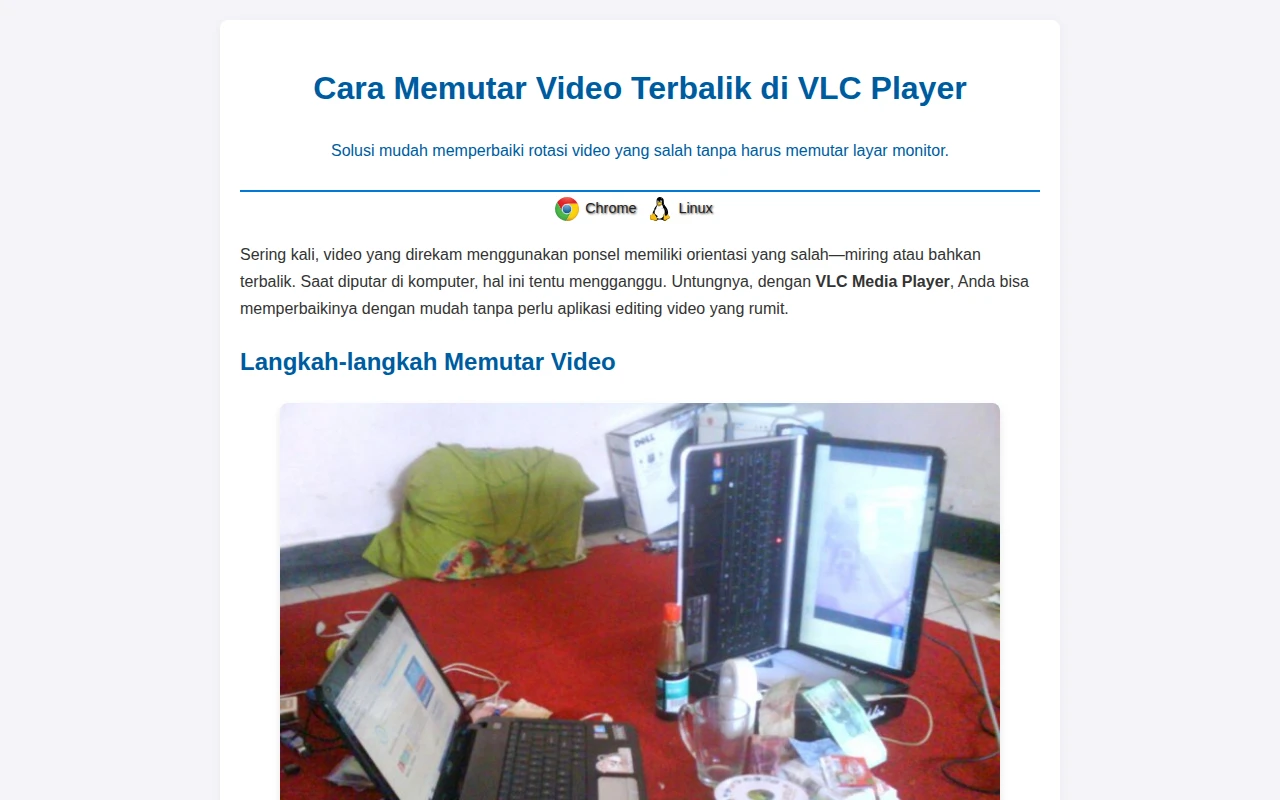 Cara Memutar Video Terbalik di VLC Player
Solusi mudah memperbaiki rotasi video yang salah tanpa harus memutar layar monitor.
Chrome Linux
Sering kali, video yang direkam menggunakan ponsel memiliki orientasi yang salah—miring atau bahkan
terbalik. Saat diputar di komputer, hal ini tentu mengganggu. Untungnya, dengan VLC Media Player, Anda bisa
memperbaikinya dengan mudah tanpa perlu aplikasi editing video yang rumit.
Langkah-langkah Memutar Video
DELL